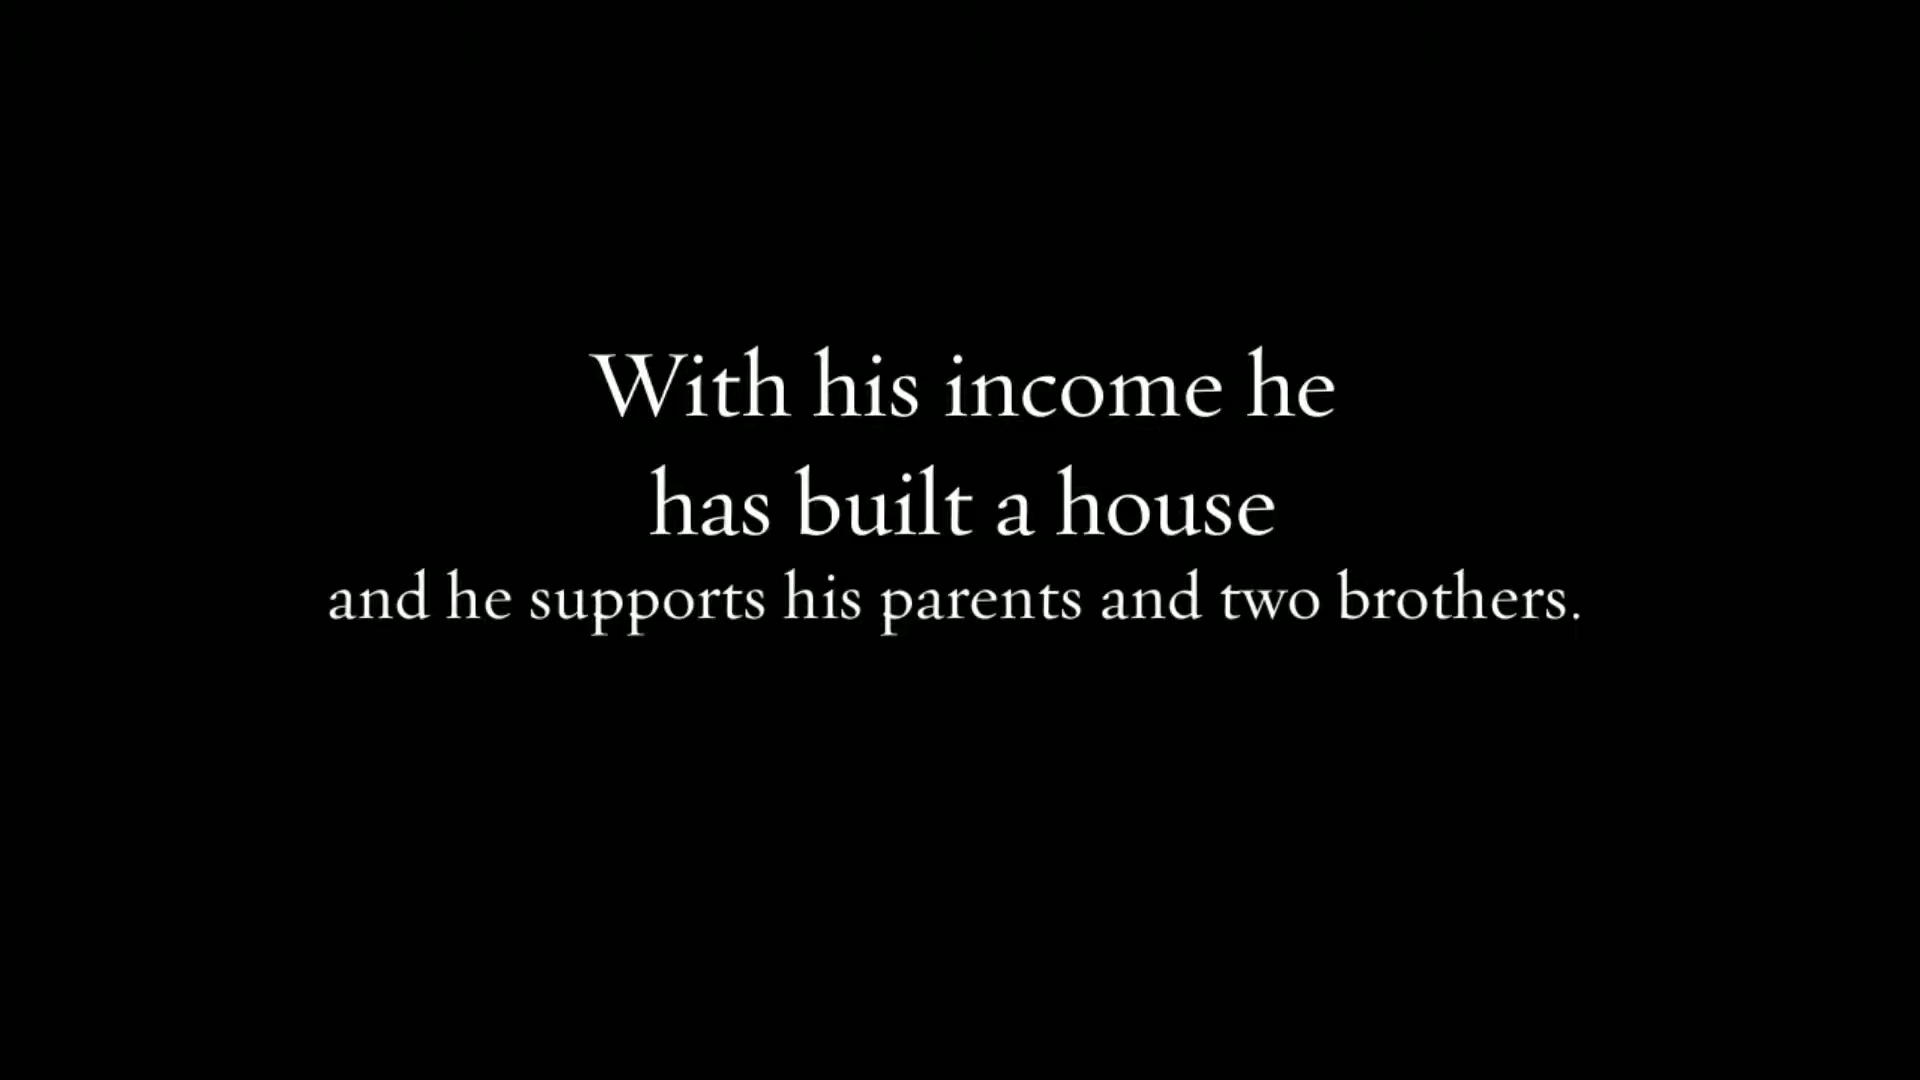 With his income he
has built a house
and he supports his parents and two brothers.